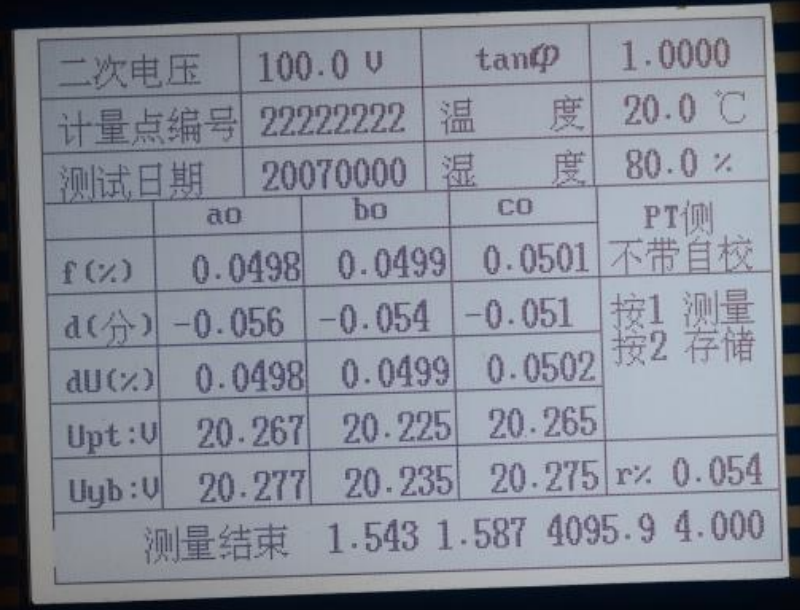 二次电压 100.0 V tanφ 1.0000
计量点编号 22222222 温 度 20.0 ℃
测试日期 20070000 湿 度 80.0 %
ao bo co PT侧
不带自校
f(%) 0.0498 0.0499 0.0501
d(分) -0.056 -0.054 -0.051 按1 测量
按2 存储
dU(%) 0.0498 0.0499 0.0502
Upt:V 20.267 20.225 20.265
Uyb:V 20.277 20.235 20.275 r% 0.054
测量结束 1.543 1.587 4095.9 4.000